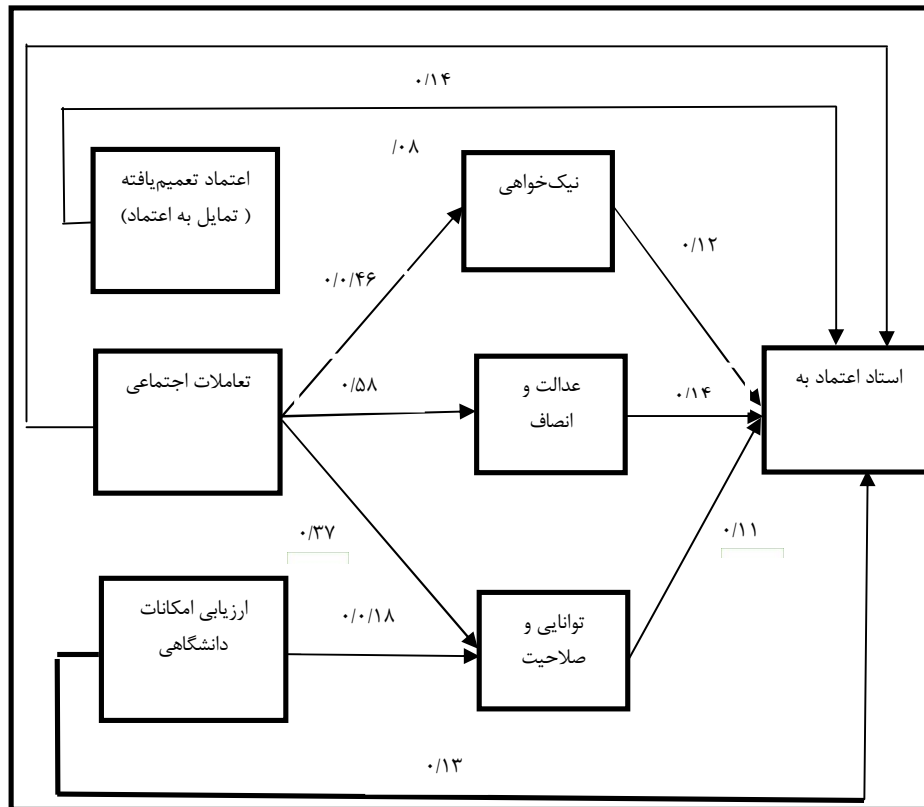 ۰/۱۴
/۰۸
اعتماد تعمیم‌یافته
( تمایل به اعتماد)
نیک‌خواهی
۰/۱۲
۰/۰/۴۶
تعاملات اجتماعی
۰/۵۸
عدالت و
انصاف
۰/۱۴
استاد اعتماد به
۰/۳۷
۰/۱۱
ارزیابی امکانات
دانشگاهی
۰/۰/۱۸
توانایی و
صلاحیت
۰/۱۳